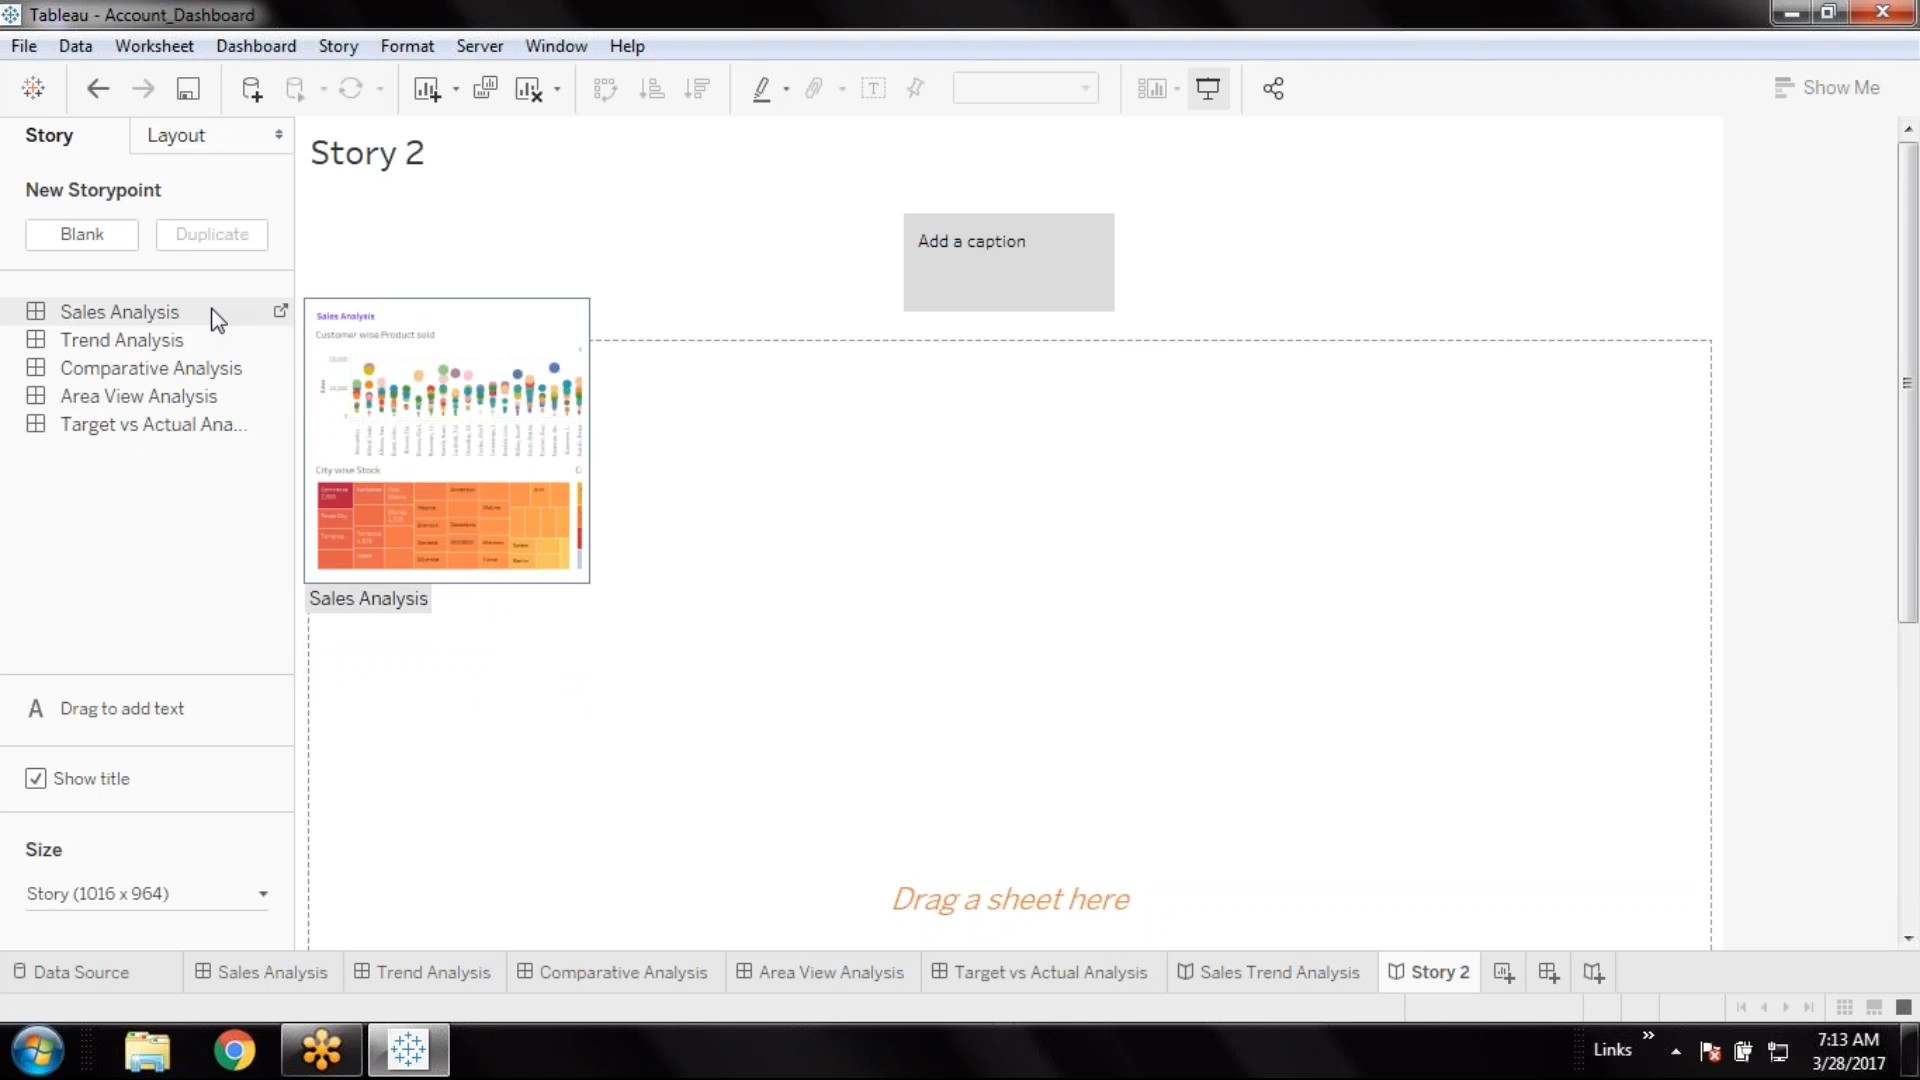 Tableau - Account_Dashboard
File Data Worksheet Dashboard Story Format Server Window Help
Show Me
Story Layout
New Storypoint
Blank Duplicate
Sales Analysis
Trend Analysis
Comparative Analysis
Area View Analysis
Target vs Actual Ana...
Drag to add text
Show title
Size
Story (1016 x 964)
Story 2
Add a caption
Sales Analysis
Customer wise Product sold
City wise Stock
Sales Analysis
Drag a sheet here
Data Source Sales Analysis Trend Analysis Comparative Analysis Area View Analysis Target vs Actual Analysis Sales Trend Analysis Story 2
Links
7:13 AM
3/28/2017